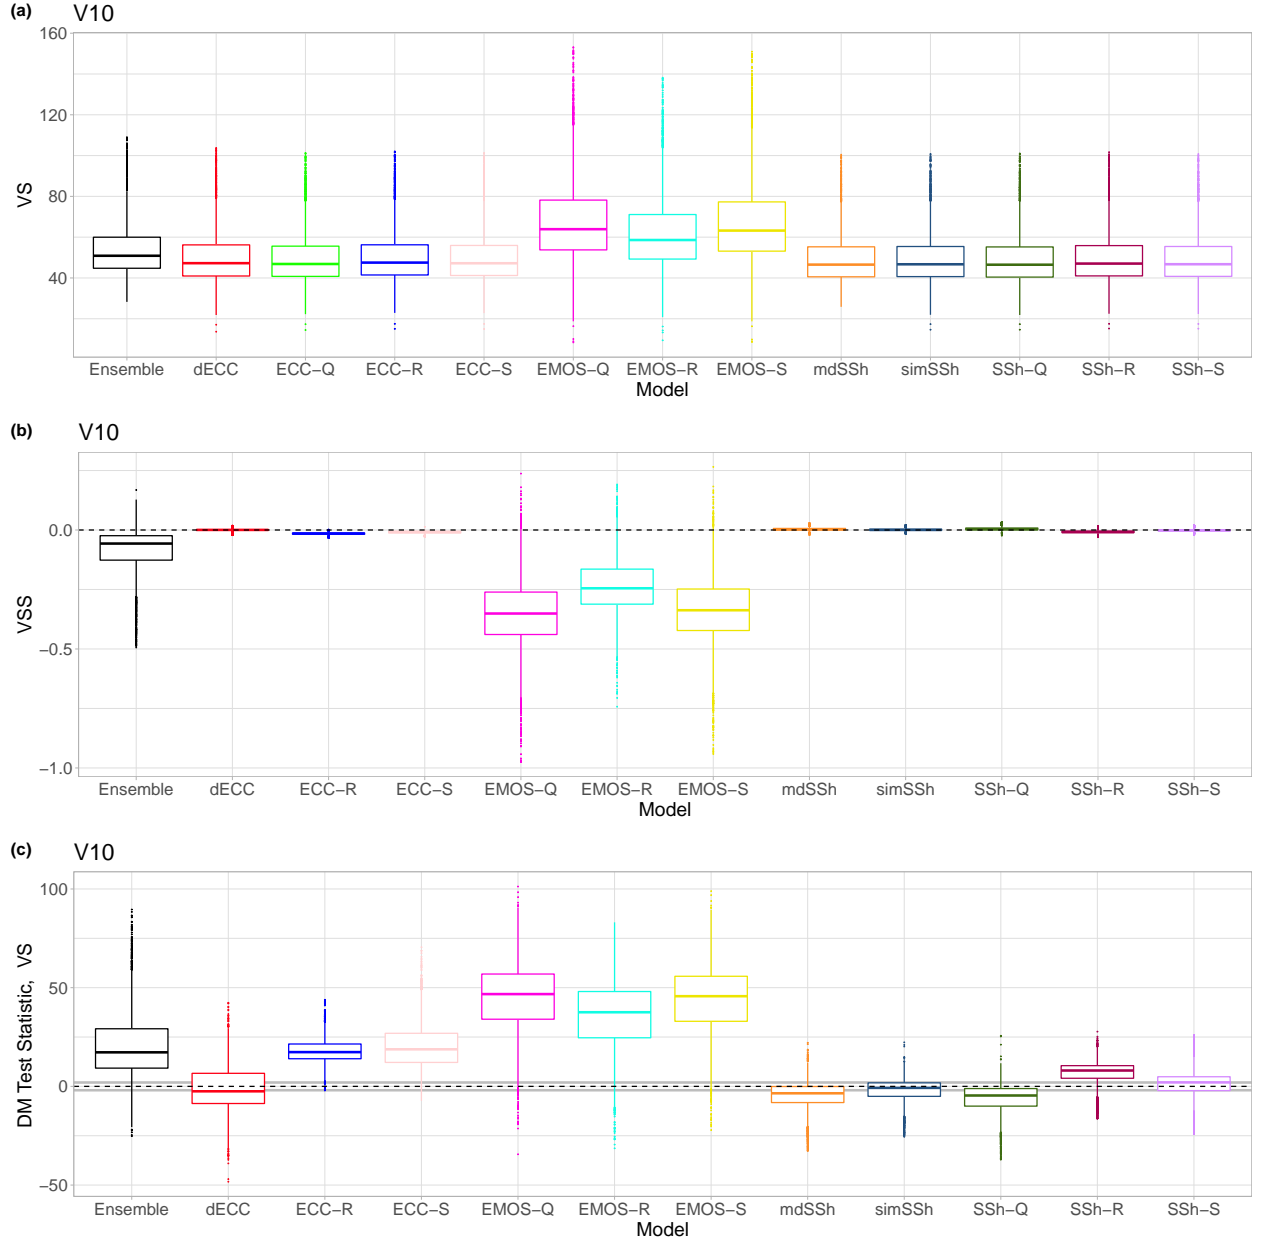 (a) V10
160
120
80
40
VS
Ensemble dECC ECC−Q ECC−R ECC−S EMOS−Q EMOS−R EMOS−S mdSSh simSSh SSh−Q SSh−R SSh−S
Model
(b) V10
0.0
−0.5
−1.0
VSS
Ensemble dECC ECC−R ECC−S EMOS−Q EMOS−R EMOS−S mdSSh simSSh SSh−Q SSh−R SSh−S
Model
(c) V10
100
50
0
−50
DM Test Statistic, VS
Ensemble dECC ECC−R ECC−S EMOS−Q EMOS−R EMOS−S mdSSh simSSh SSh−Q SSh−R SSh−S
Model